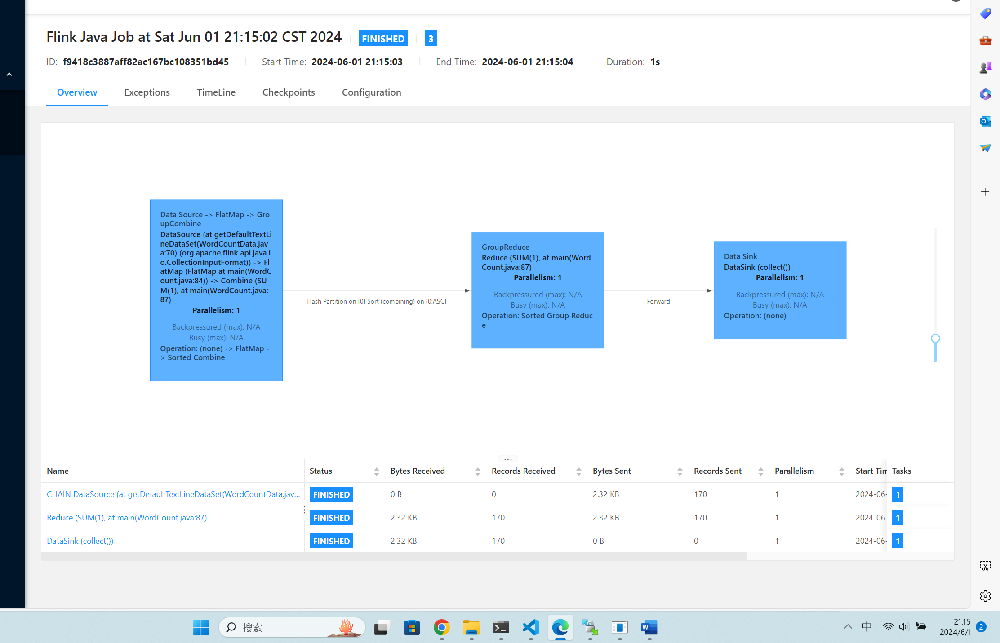 Flink Java Job at Sat Jun 01 21:15:02 CST 2024 FINISHED 3
ID: f9418c3887aff82ac167bc108351bd45 Start Time: 2024-06-01 21:15:03 End Time: 2024-06-01 21:15:04 Duration: 1s
Overview Exceptions TimeLine Checkpoints Configuration
Data Source -> FlatMap -> Gro
upCombine
DataSource (at getDefaultTextLi
neDataSet(WordCountData.jav
a:70) (org.apache.flink.api.java.i
o.CollectionInputFormat)) -> Fl
atMap (FlatMap at main(WordC
ount.java:84)) -> Combine (SU
M(1), at main(WordCount.java:
87)
Parallelism: 1
Backpressured (max): N/A
Busy (max): N/A
Operation: (none) -> FlatMap -
> Sorted Combine
Hash Partition on [0] Sort (combining) on [0:ASC]
GroupReduce
Reduce (SUM(1), at main(Word
Count.java:87)
Parallelism: 1
Backpressured (max): N/A
Busy (max): N/A
Operation: Sorted Group Reduc
e
Forward
Data Sink
DataSink (collect())
Parallelism: 1
Backpressured (max): N/A
Busy (max): N/A
Operation: (none)
Name Status Bytes Received Records Received Bytes Sent Records Sent Parallelism Start Tim Tasks
CHAIN DataSource (at getDefaultTextLineDataSet(WordCountData.jav... FINISHED 0 B 0 2.32 KB 170 1 2024-06- 1
Reduce (SUM(1), at main(WordCount.java:87) FINISHED 2.32 KB 170 2.32 KB 170 1 2024-06- 1
DataSink (collect()) FINISHED 2.32 KB 170 0 B 0 1 2024-06- 1
搜索
中
21:15
2024/6/1
2